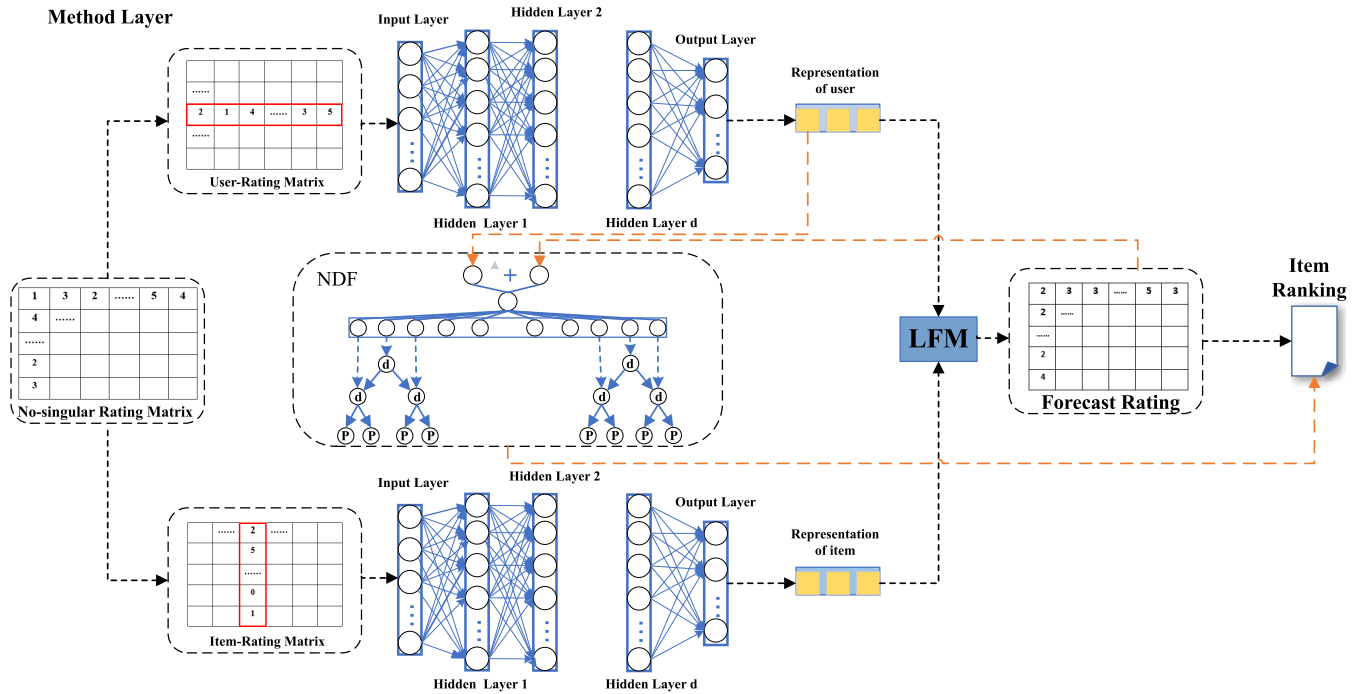 Method Layer
Input Layer
Hidden Layer 2
Output Layer
Representation
of user
......
2 1 4 ...... 3 5
......
User-Rating Matrix
Hidden Layer 1
Hidden Layer d
NDF
+
1 3 2 ...... 5 4
4 ......
......
2
3
No-singular Rating Matrix
d
d d
P P P P
d
d d
P P P P
LFM
2 3 3 ...... 5 3
2 ......
......
2
4
Forecast Rating
Item
Ranking
Input Layer
Hidden Layer 2
Output Layer
Representation
of item
...... 2 ......
5
......
0
1
Item-Rating Matrix
Hidden Layer 1
Hidden Layer d